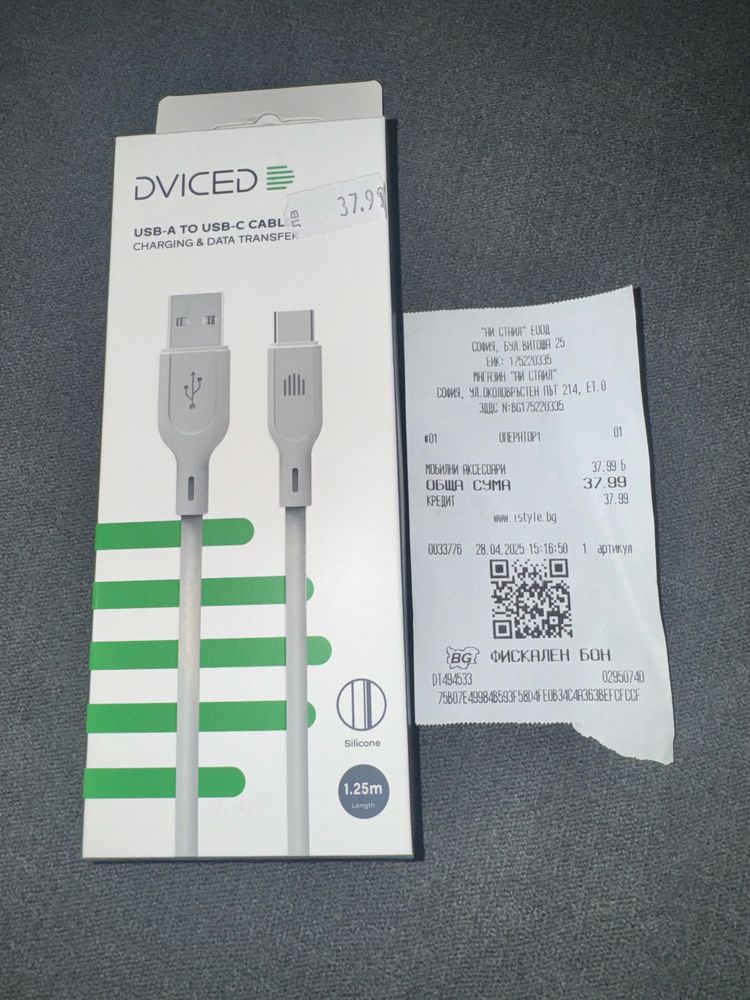 DVICED
37.99
ЛВ
USB-A TO USB-C CABL
CHARGING & DATA TRANSFER
Silicone
1.25m
Length
"АЙ СТАИЛ" ЕООД
СОФИЯ, БУЛ.ВИТОША 25
ЕИК: 175220335
МАГАЗИН "АЙ СТАИЛ"
СОФИЯ, УЛ.ОКОЛОВРЪСТЕН ПЪТ 214, ЕТ.0
ЗДДС N:BG175220335
#01 ОПЕРАТОР1 01
МОБИЛНИ АКСЕСОАРИ 37.99 Б
ОБЩА СУМА 37.99
КРЕДИТ 37.99
www.istyle.bg
0033776 28.04.2025 15:16:50 1 артикул
BG ФИСКАЛЕН БОН
DT494533 02950740